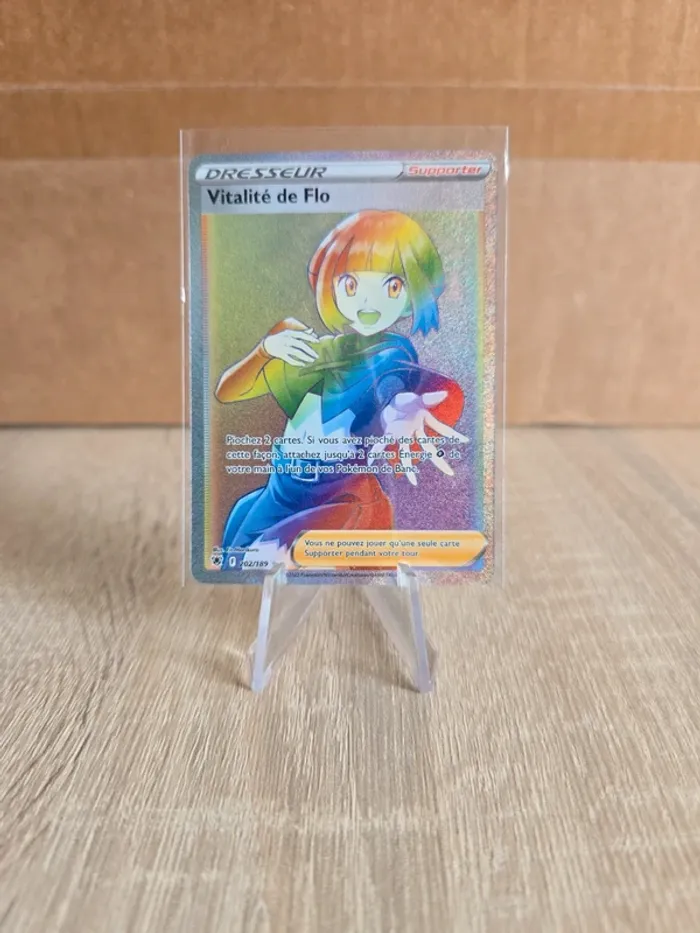 DRESSEUR Supporter
Vitalité de Flo
Piochez 2 cartes. Si vous avez pioché des cartes de
cette façon, attachez jusqu'à 2 cartes Énergie de
votre main à l'un de vos Pokémon de Banc.
Vous ne pouvez jouer qu'une seule carte
Supporter pendant votre tour.
202/189